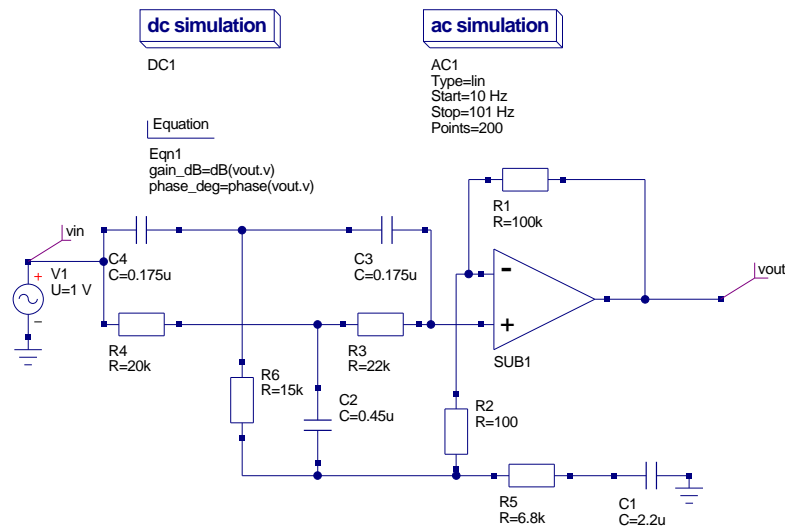 dc simulation
DC1
ac simulation
AC1
Type=lin
Start=10 Hz
Stop=101 Hz
Points=200
Equation
Eqn1
gain_dB=dB(vout.v)
phase_deg=phase(vout.v)
R1
R=100k
vin
V1
U=1 V
+
−
C4
C=0.175u
C3
C=0.175u
-
+
SUB1
vout
R4
R=20k
R3
R=22k
R6
R=15k
C2
C=0.45u
R2
R=100
R5
R=6.8k
C1
C=2.2u